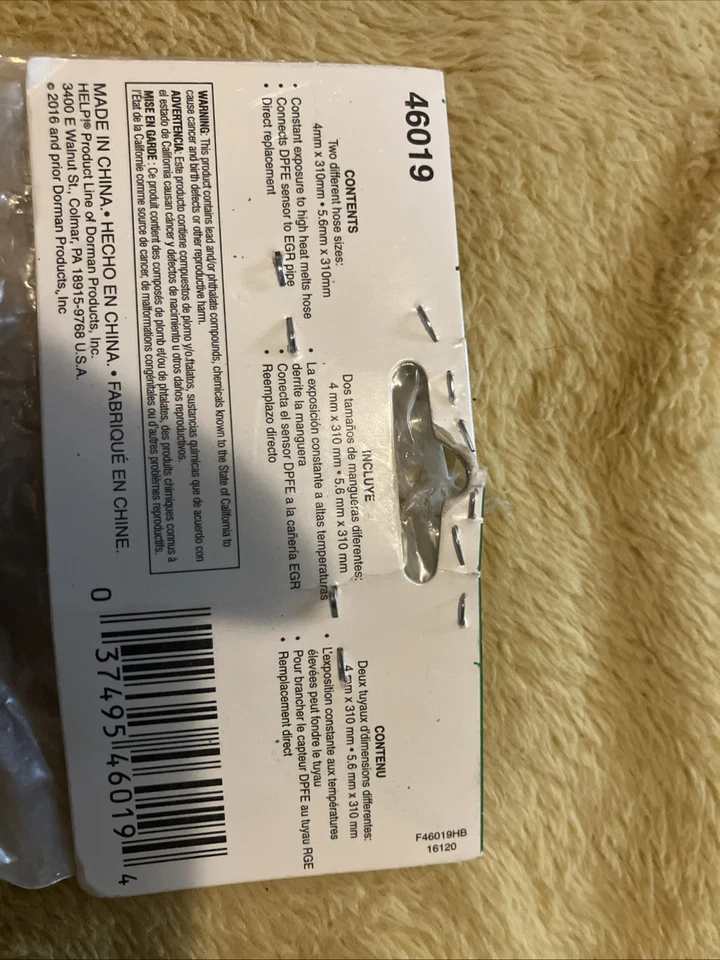 46019
CONTENTS
Two different hose sizes:
4mm x 310mm • 5.6mm x 310mm
• Constant exposure to high heat melts hose
• Connects DPFE sensor to EGR pipe
• Direct replacement
INCLUYE
Dos tamaños de mangueras diferentes:
4 mm x 310 mm • 5.6 mm x 310 mm
• La exposición constante a altas temperaturas
derrite la manguera
• Conecta el sensor DPFE a la cañería EGR
• Reemplazo directo
CONTENU
Deux tuyaux d'dimensions differentes:
4 mm x 310 mm • 5.6 mm x 310 mm
• L'exposition constante aux températures
élevées peut fondre le tuyau
• Pour brancher le capteur DPFE au tuyau RGE
• Remplacement direct
F46019HB
16120
WARNING: This product contains lead and/or phthalate compounds, chemicals known to the State of California to
cause cancer and birth defects or other reproductive harm.
ADVERTENCIA: Este producto contiene compuestos de plomo y/o.ftalatos, sustancias químicas que de acuerdo con
el estado de California causan cáncer y defectos de nacimiento u otros daños reproductivos.
MISE EN GARDE : Ce produit contient des composés de plomb et/ou de phtalates, des produits chimiques connus à
l'État de la Californie comme source de cancer, de malformations congénitales ou d'autres problèmes reproductifs.
MADE IN CHINA.• HECHO EN CHINA. • FABRIQUÉ EN CHINE.
HELP!® Product Line of Dorman Products, Inc.
3400 E Walnut St., Colmar, PA 18915-9768 U.S.A.
© 2016 and prior Dorman Products, Inc
0 37495 46019 4